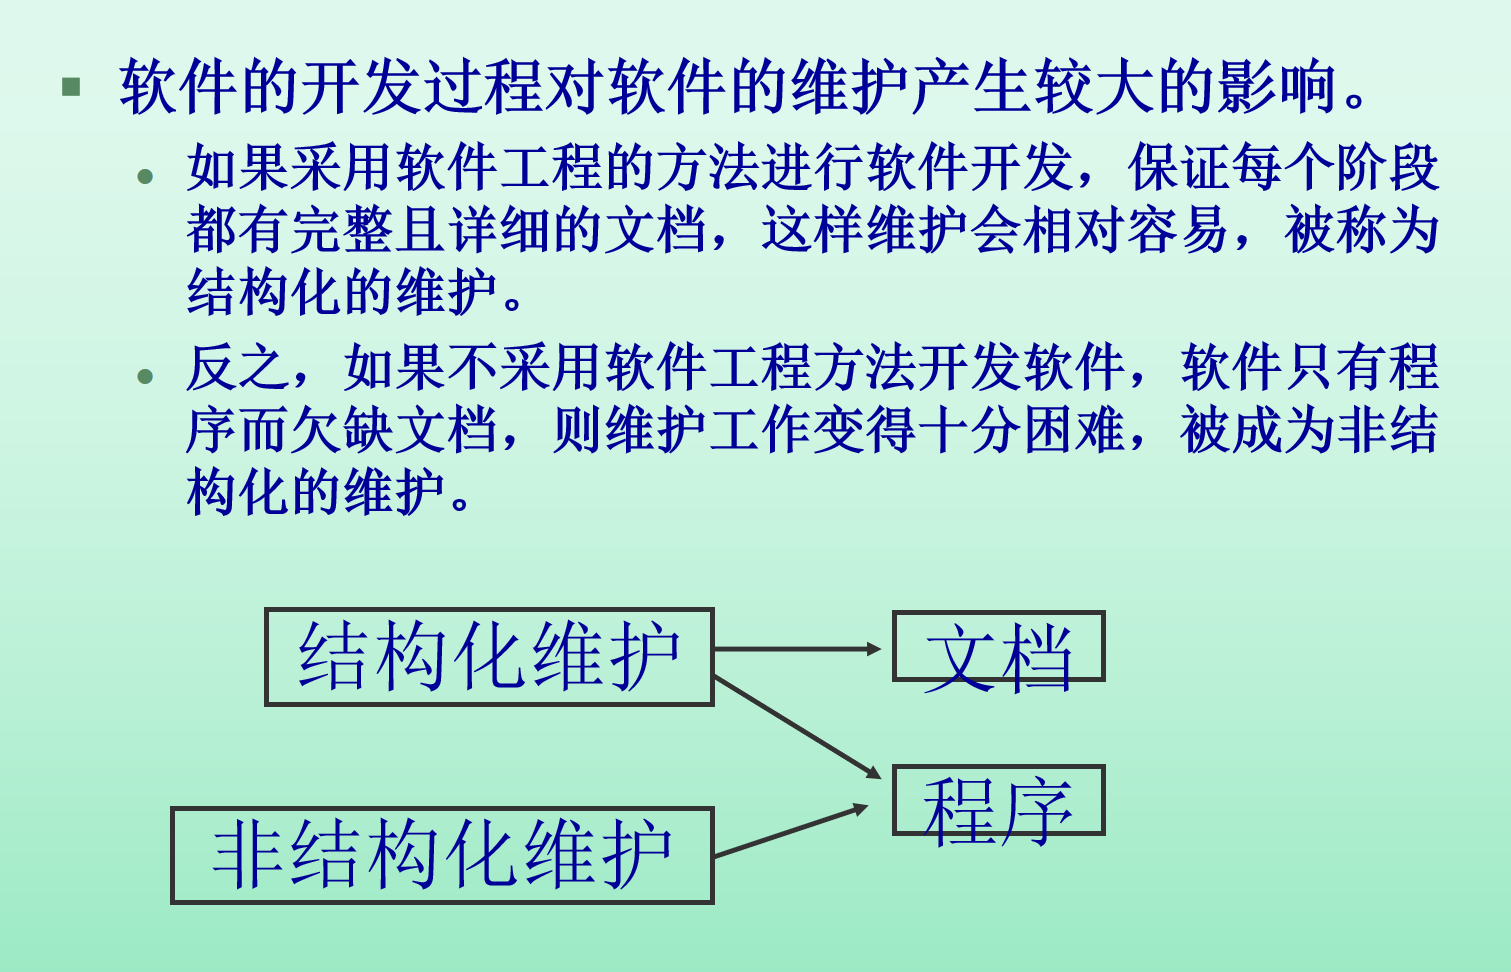 软件的开发过程对软件的维护产生较大的影响。
如果采用软件工程的方法进行软件开发，保证每个阶段
都有完整且详细的文档，这样维护会相对容易，被称为
结构化的维护。
反之，如果不采用软件工程方法开发软件，软件只有程
序而欠缺文档，则维护工作变得十分困难，被成为非结
构化的维护。
结构化维护
文档
程序
非结构化维护